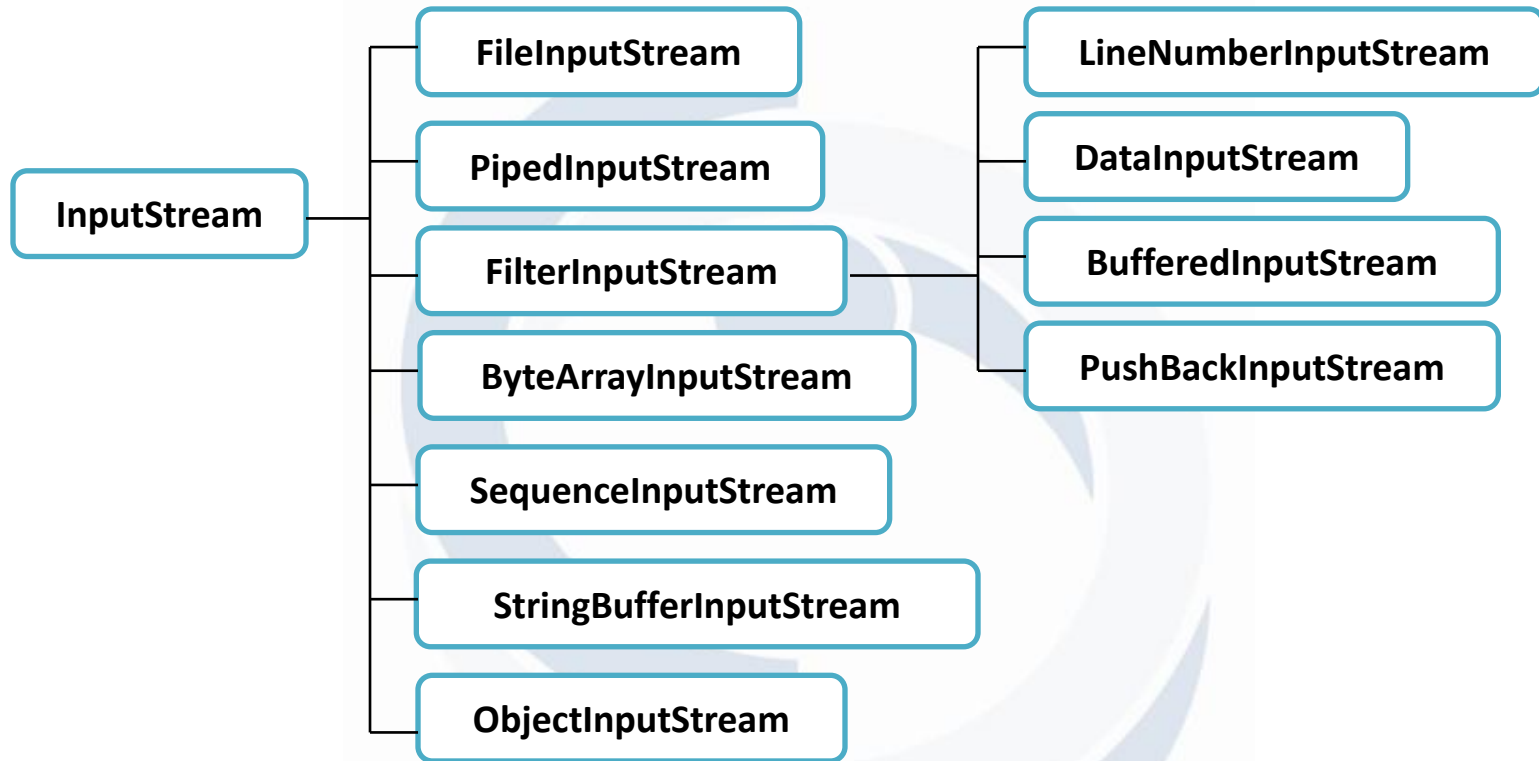 InputStream
FileInputStream
PipedInputStream
FilterInputStream
ByteArrayInputStream
SequenceInputStream
StringBufferInputStream
ObjectInputStream
LineNumberInputStream
DataInputStream
BufferedInputStream
PushBackInputStream